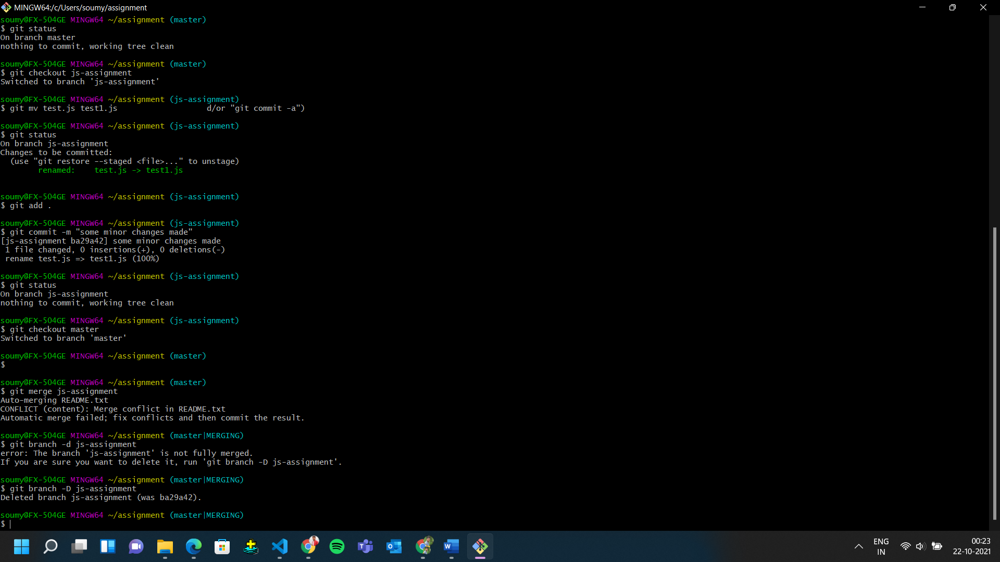 MINGW64:/c/Users/soumy/assignment
soumy@FX-504GE MINGW64 ~/assignment (master)
$ git status
On branch master
nothing to commit, working tree clean
soumy@FX-504GE MINGW64 ~/assignment (master)
$ git checkout js-assignment
Switched to branch 'js-assignment'
soumy@FX-504GE MINGW64 ~/assignment (js-assignment)
$ git mv test.js test1.js                   d/or "git commit -a")
soumy@FX-504GE MINGW64 ~/assignment (js-assignment)
$ git status
On branch js-assignment
Changes to be committed:
  (use "git restore --staged <file>..." to unstage)
        renamed:    test.js -> test1.js
soumy@FX-504GE MINGW64 ~/assignment (js-assignment)
$ git add .
soumy@FX-504GE MINGW64 ~/assignment (js-assignment)
$ git commit -m "some minor changes made"
[js-assignment ba29a42] some minor changes made
 1 file changed, 0 insertions(+), 0 deletions(-)
 rename test.js => test1.js (100%)
soumy@FX-504GE MINGW64 ~/assignment (js-assignment)
$ git status
On branch js-assignment
nothing to commit, working tree clean
soumy@FX-504GE MINGW64 ~/assignment (js-assignment)
$ git checkout master
Switched to branch 'master'
soumy@FX-504GE MINGW64 ~/assignment (master)
$
soumy@FX-504GE MINGW64 ~/assignment (master)
$ git merge js-assignment
Auto-merging README.txt
CONFLICT (content): Merge conflict in README.txt
Automatic merge failed; fix conflicts and then commit the result.
soumy@FX-504GE MINGW64 ~/assignment (master|MERGING)
$ git branch -d js-assignment
error: The branch 'js-assignment' is not fully merged.
If you are sure you want to delete it, run 'git branch -D js-assignment'.
soumy@FX-504GE MINGW64 ~/assignment (master|MERGING)
$ git branch -D js-assignment
Deleted branch js-assignment (was ba29a42).
soumy@FX-504GE MINGW64 ~/assignment (master|MERGING)
$
ENG
IN
00:23
22-10-2021